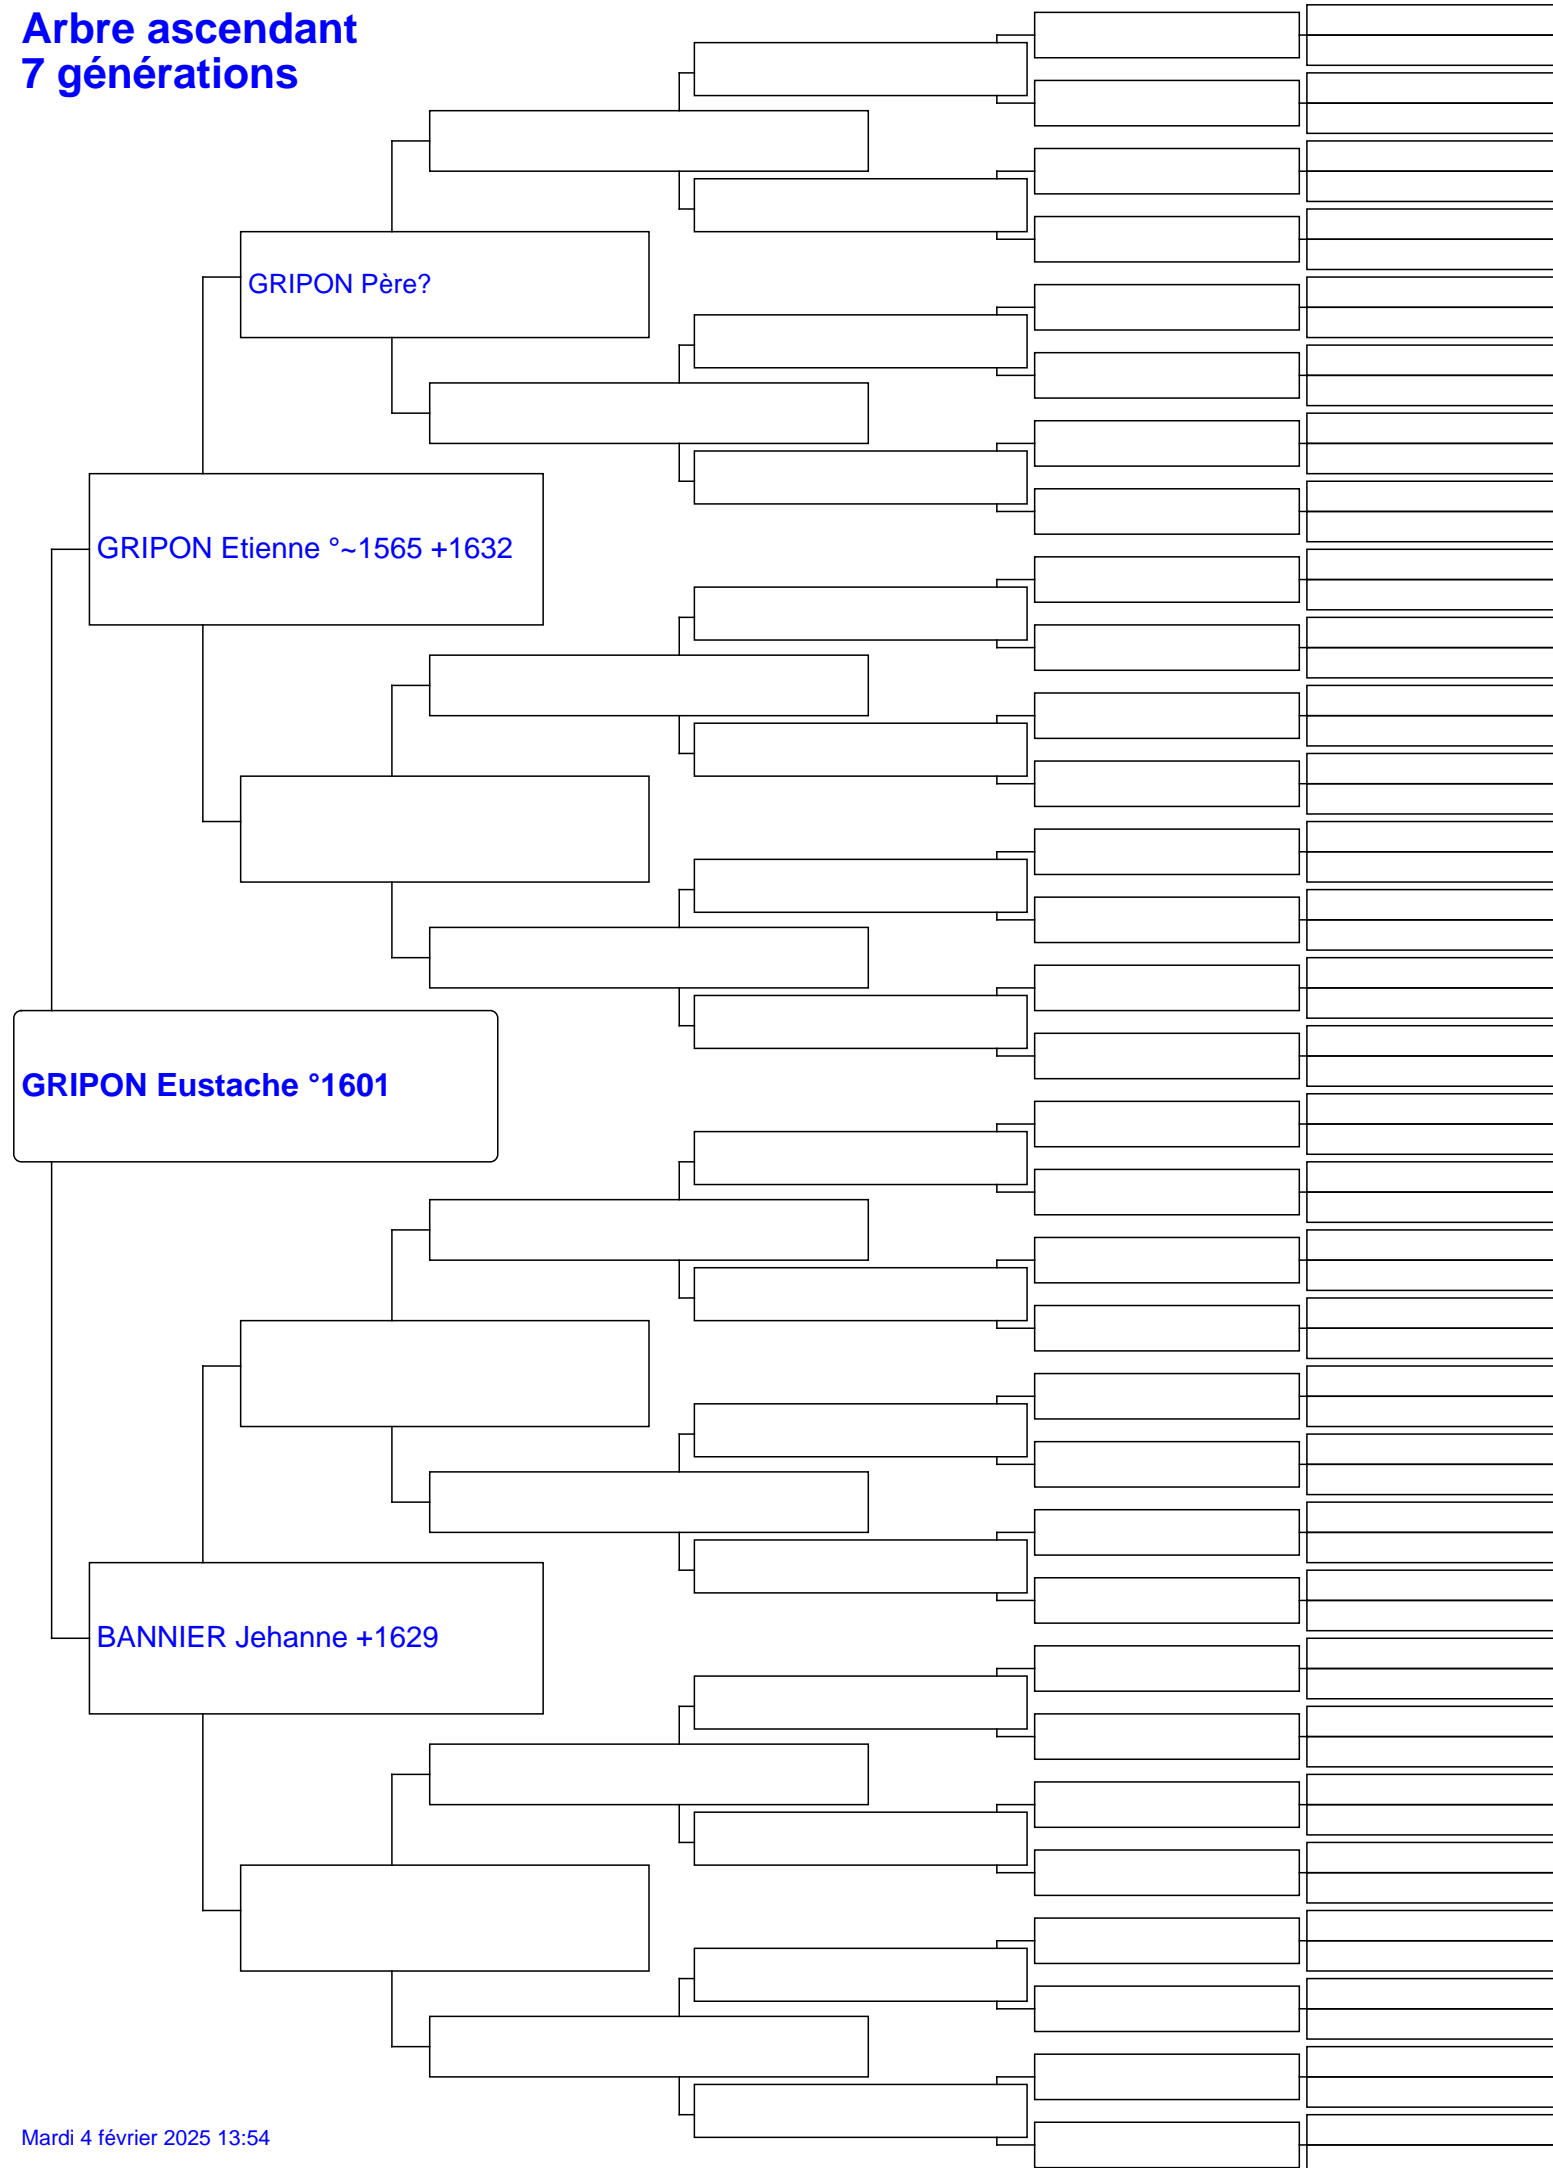 Arbre ascendant
7 générations
GRIPON Père?
GRIPON Etienne °~1565 +1632
GRIPON Eustache °1601
BANNIER Jehanne +1629
Mardi 4 février 2025 13:54